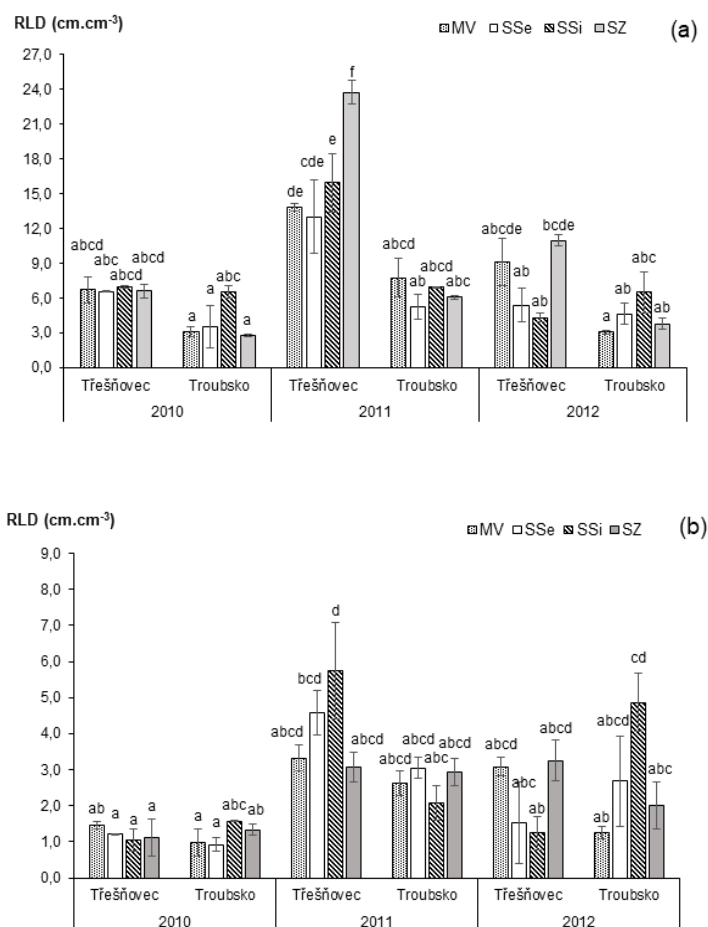 RLD (cm.cm-3)
MV SSe SSi SZ (a)
27,0
24,0
21,0
18,0
15,0
12,0
9,0
6,0
3,0
0,0
abcd abc abcd abcd
a a abc a
de cde e f
abcd ab abcd abc
abcde ab ab bcde
a ab abc ab
Třešňovec Troubsko Třešňovec Troubsko Třešňovec Troubsko
2010 2011 2012
RLD (cm.cm-3)
MV SSe SSi SZ (b)
9,0
8,0
7,0
6,0
5,0
4,0
3,0
2,0
1,0
0,0
ab a a a
a a abc ab
abcd bcd d abcd
abcd abcd abc abcd
abcd abc ab abcd
ab abcd cd abc
Třešňovec Troubsko Třešňovec Troubsko Třešňovec Troubsko
2010 2011 2012